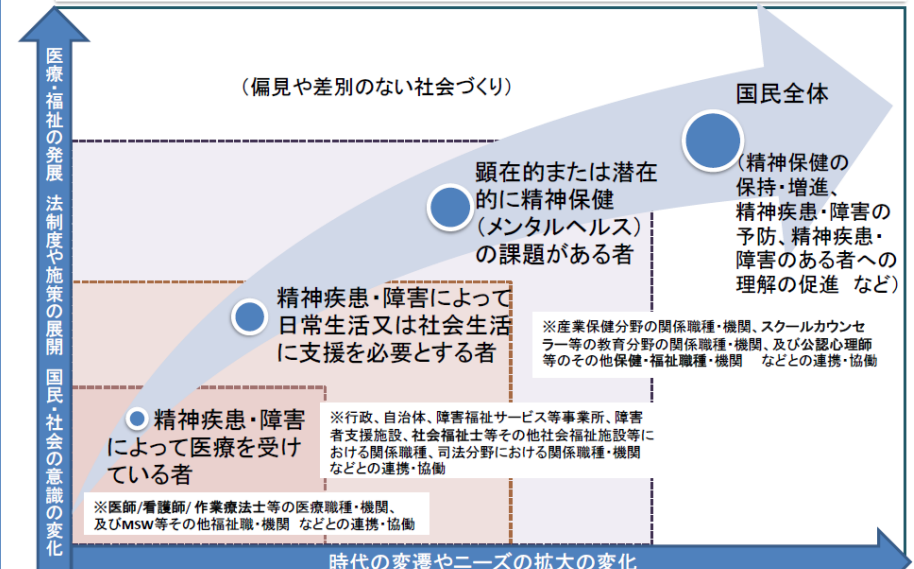 医療・福祉の発展 法制度や施策の展開 国民・社会の意識の変化
(偏見や差別のない社会づくり)
国民全体
(精神保健の
保持・増進、
精神疾患・障害の
予防、精神疾患・
障害のある者への
理解の促進 など)
顕在的または潜在
的に精神保健
(メンタルヘルス)
の課題がある者
※産業保健分野の関係職種・機関、スクールカウンセ
ラー等の教育分野の関係職種・機関、及び公認心理師
等のその他保健・福祉職種・機関 などとの連携・協働
精神疾患・障害によって
日常生活又は社会生活
に支援を必要とする者
※行政、自治体、障害福祉サービス等事業所、障害
者支援施設、社会福祉士等その他社会福祉施設等に
おける関係職種、司法分野における関係職種・機関
などとの連携・協働
精神疾患・障害
によって医療を受け
ている者
※医師/看護師/作業療法士等の医療職種・機関、
及びMSW等その他福祉職・機関 などとの連携・協働
時代の変遷やニーズの拡大の変化